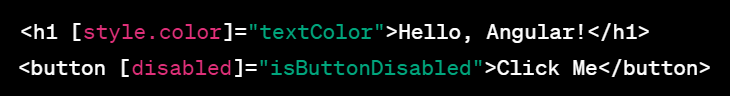 <h1 [style.color]="textColor">Hello, Angular!</h1>
<button [disabled]="isButtonDisabled">Click Me</button>